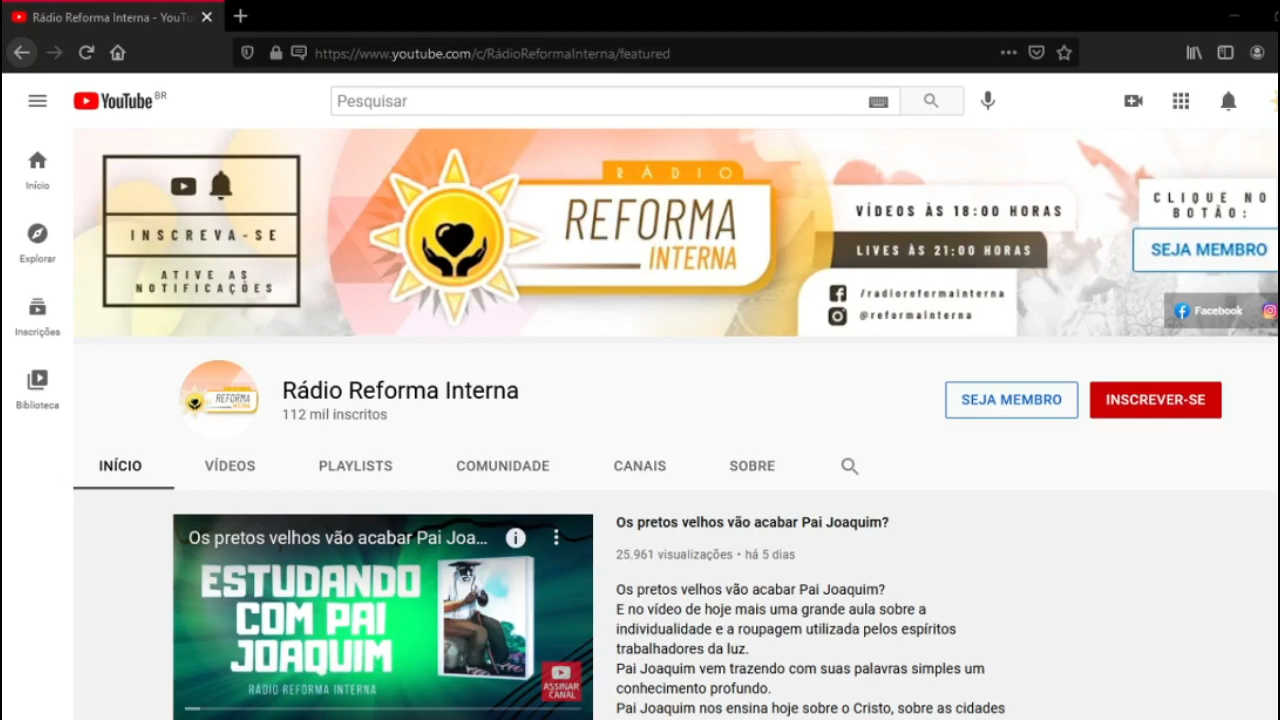 Rádio Reforma Interna - YouTu
https://www.youtube.com/c/RádioReformaInterna/featured
YouTube BR
Pesquisar
Início
Explorar
Inscrições
Biblioteca
INSCREVA-SE
ATIVE AS
NOTIFICAÇÕES
RÁDIO
REFORMA
INTERNA
VÍDEOS ÀS 18:00 HORAS
LIVES ÀS 21:00 HORAS
/radioreformainterna
@reformainterna
CLIQUE NO
BOTÃO:
SEJA MEMBRO
Facebook
REFORMA
INTERNA
Rádio Reforma Interna
112 mil inscritos
SEJA MEMBRO
INSCREVER-SE
INÍCIO
VÍDEOS
PLAYLISTS
COMUNIDADE
CANAIS
SOBRE
Os pretos velhos vão acabar Pai Joa...
ESTUDANDO
COM PAI
JOAQUIM
RÁDIO REFORMA INTERNA
ASSINAR
CANAL
Os pretos velhos vão acabar Pai Joaquim?
25.961 visualizações • há 5 dias
Os pretos velhos vão acabar Pai Joaquim?
E no vídeo de hoje mais uma grande aula sobre a
individualidade e a roupagem utilizada pelos espíritos
trabalhadores da luz.
Pai Joaquim vem trazendo com suas palavras simples um
conhecimento profundo.
Pai Joaquim nos ensina hoje sobre o Cristo, sobre as cidades